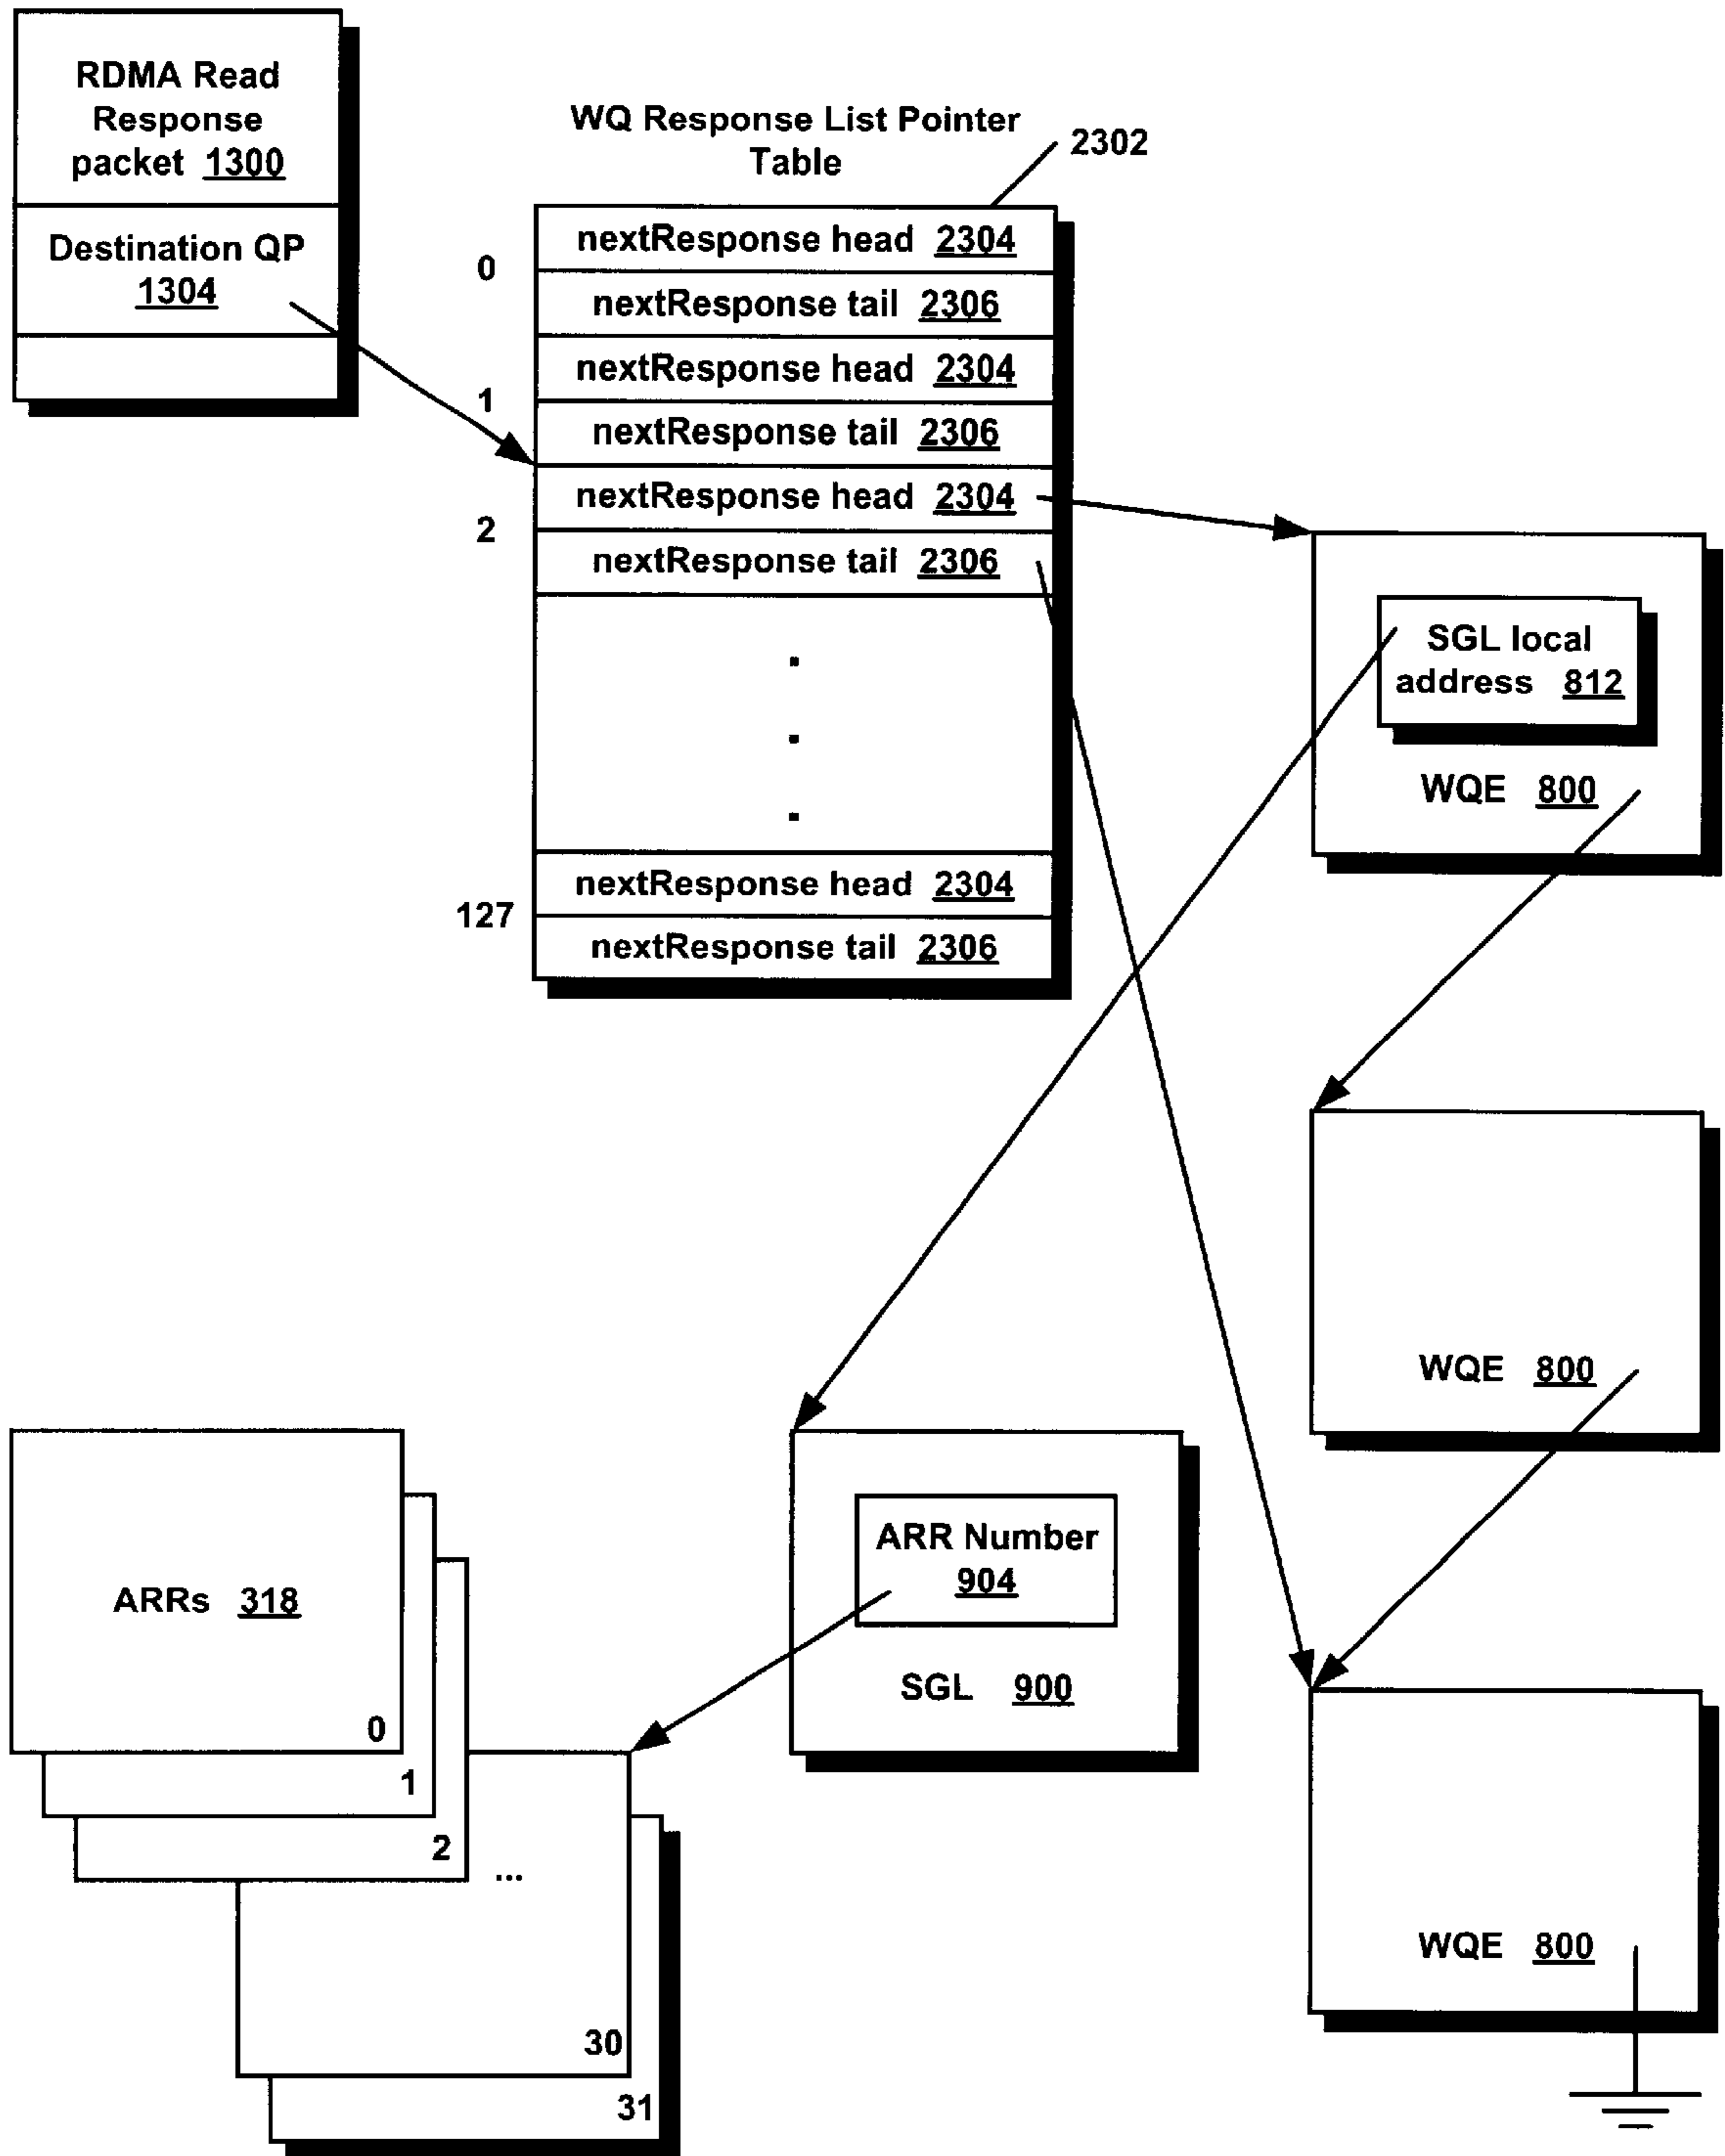 RDMA Read
Response
packet 1300
Destination QP
1304
WQ Response List Pointer
Table
2302
0
nextResponse head 2304
nextResponse tail 2306
1
nextResponse head 2304
nextResponse tail 2306
2
nextResponse head 2304
nextResponse tail 2306
.
.
.
127
nextResponse head 2304
nextResponse tail 2306
SGL local
address 812
WQE 800
WQE 800
WQE 800
ARR Number
904
SGL 900
ARRs 318
0
1
2
...
30
31